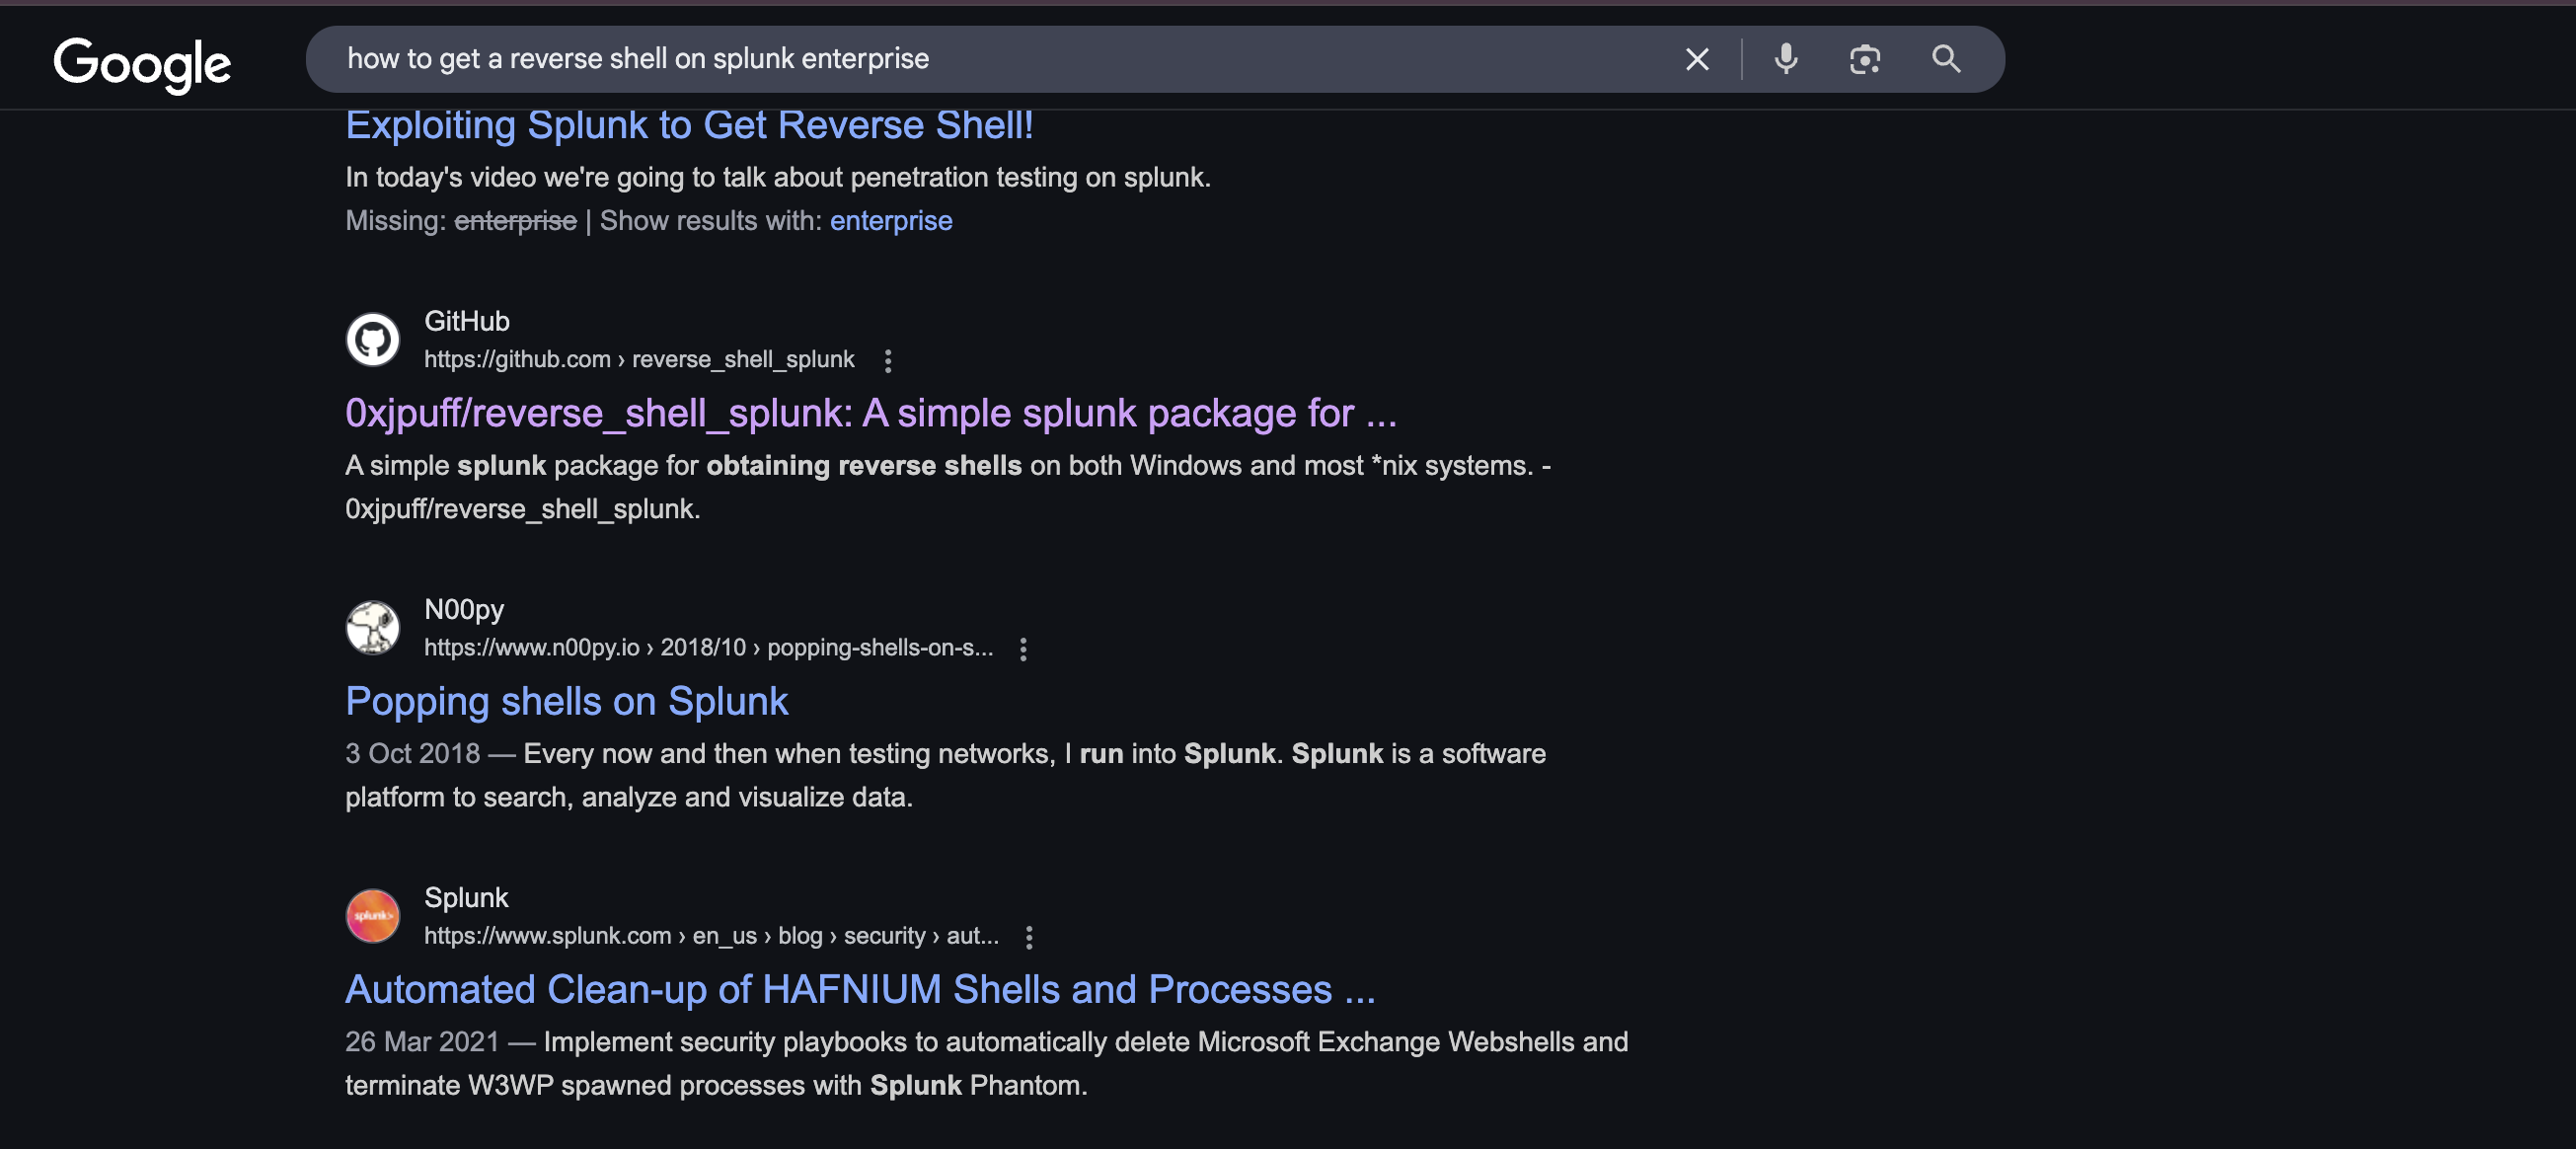 Google
how to get a reverse shell on splunk enterprise
Exploiting Splunk to Get Reverse Shell!
In today's video we're going to talk about penetration testing on splunk.
Missing: enterprise | Show results with: enterprise
GitHub
https://github.com › reverse_shell_splunk
0xjpuff/reverse_shell_splunk: A simple splunk package for ...
A simple splunk package for obtaining reverse shells on both Windows and most *nix systems. -
0xjpuff/reverse_shell_splunk.
N00py
https://www.n00py.io › 2018/10 › popping-shells-on-s...
Popping shells on Splunk
3 Oct 2018 — Every now and then when testing networks, I run into Splunk. Splunk is a software
platform to search, analyze and visualize data.
splunk>
Splunk
https://www.splunk.com › en_us › blog › security › aut...
Automated Clean-up of HAFNIUM Shells and Processes ...
26 Mar 2021 — Implement security playbooks to automatically delete Microsoft Exchange Webshells and
terminate W3WP spawned processes with Splunk Phantom.